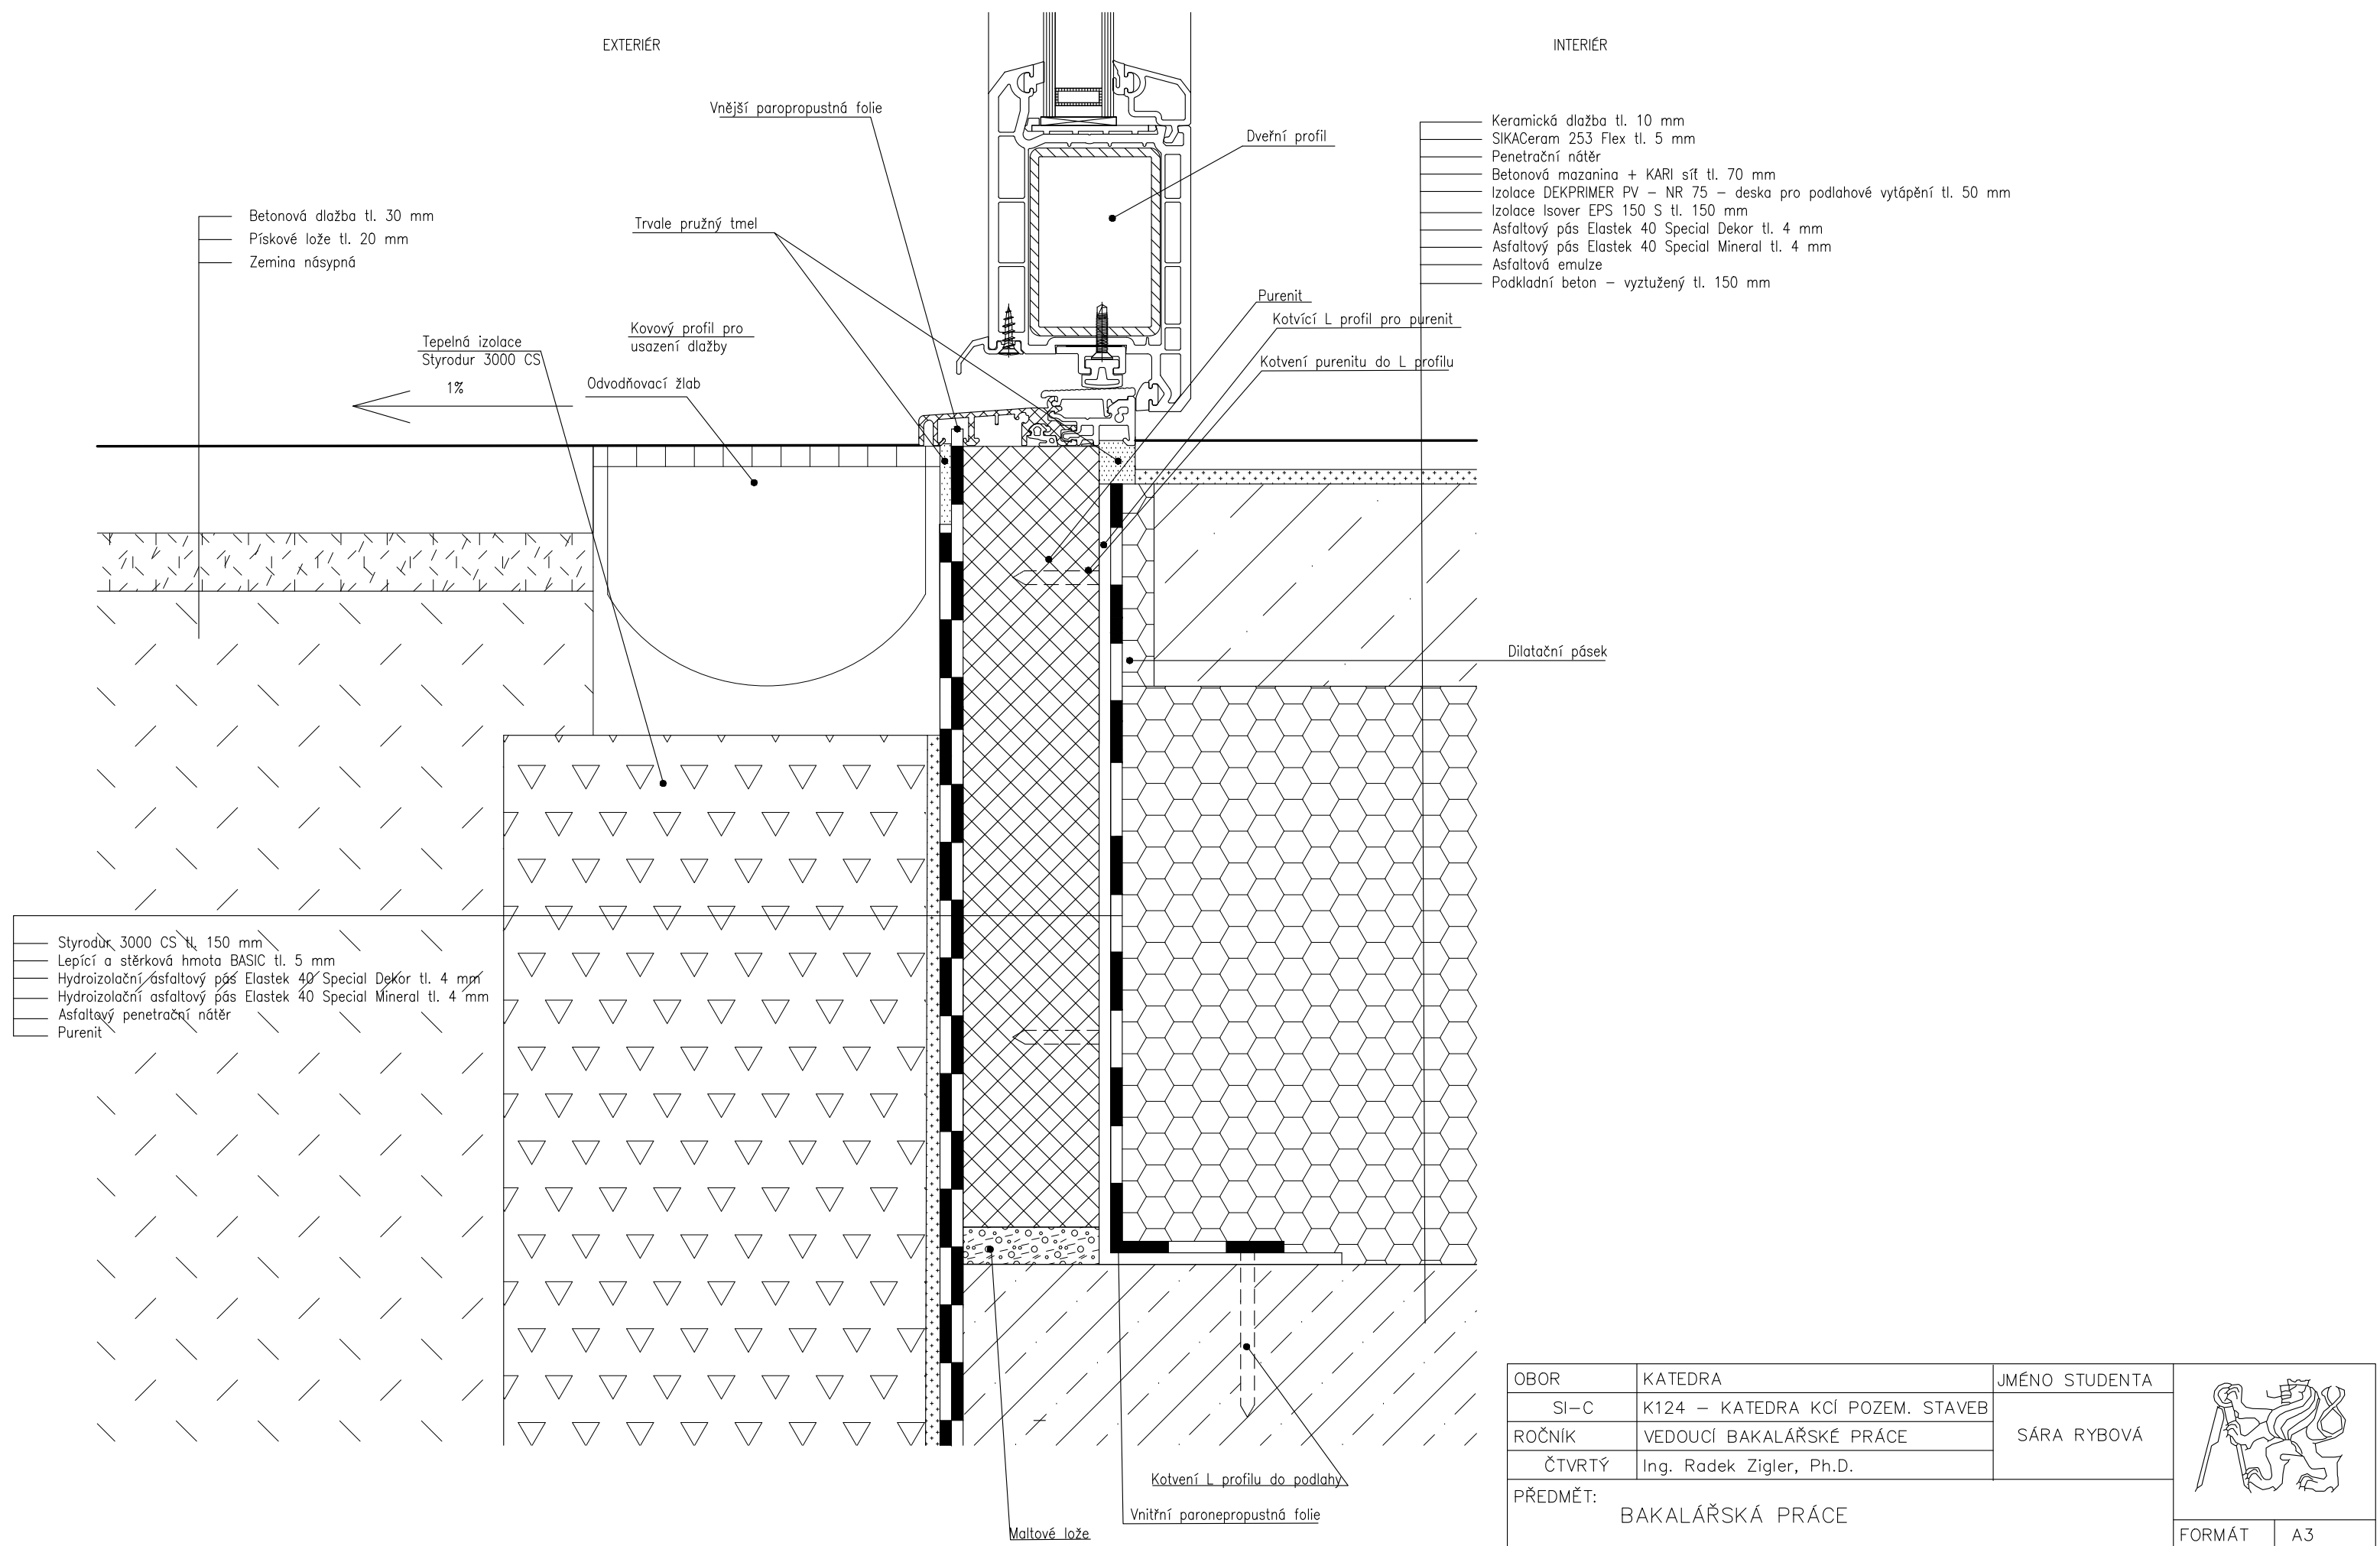 EXTERIÉR
INTERIÉR
Vnější paropropustná folie
Dveřní profil
Keramická dlažba tl. 10 mm
SIKACeram 253 Flex tl. 5 mm
Penetrační nátěr
Betonová mazanina + KARI síť tl. 70 mm
Izolace DEKPRIMER PV – NR 75 – deska pro podlahové vytápění tl. 50 mm
Izolace Isover EPS 150 S tl. 150 mm
Asfaltový pás Elastek 40 Special Dekor tl. 4 mm
Asfaltový pás Elastek 40 Special Mineral tl. 4 mm
Asfaltová emulze
Podkladní beton – vyztužený tl. 150 mm
Betonová dlažba tl. 30 mm
Pískové lože tl. 20 mm
Zemina násypná
Trvale pružný tmel
Purenit
Kotvící L profil pro purenit
Kotvení purenitu do L profilu
Kovový profil pro
usazení dlažby
Tepelná izolace
Styrodur 3000 CS
1%
Odvodňovací žlab
Dilatační pásek
Styrodur 3000 CS tl. 150 mm
Lepící a stěrková hmota BASIC tl. 5 mm
Hydroizolační asfaltový pás Elastek 40 Special Dekor tl. 4 mm
Hydroizolační asfaltový pás Elastek 40 Special Mineral tl. 4 mm
Asfaltový penetrační nátěr
Purenit
Kotvení L profilu do podlahy
Vnitřní paronepropustná folie
Maltové lože
OBOR KATEDRA JMÉNO STUDENTA
SI–C K124 – KATEDRA KCÍ POZEM. STAVEB
ROČNÍK VEDOUCÍ BAKALÁŘSKÉ PRÁCE SÁRA RYBOVÁ
ČTVRTÝ Ing. Radek Zigler, Ph.D.
PŘEDMĚT:
BAKALÁŘSKÁ PRÁCE
FORMÁT A3